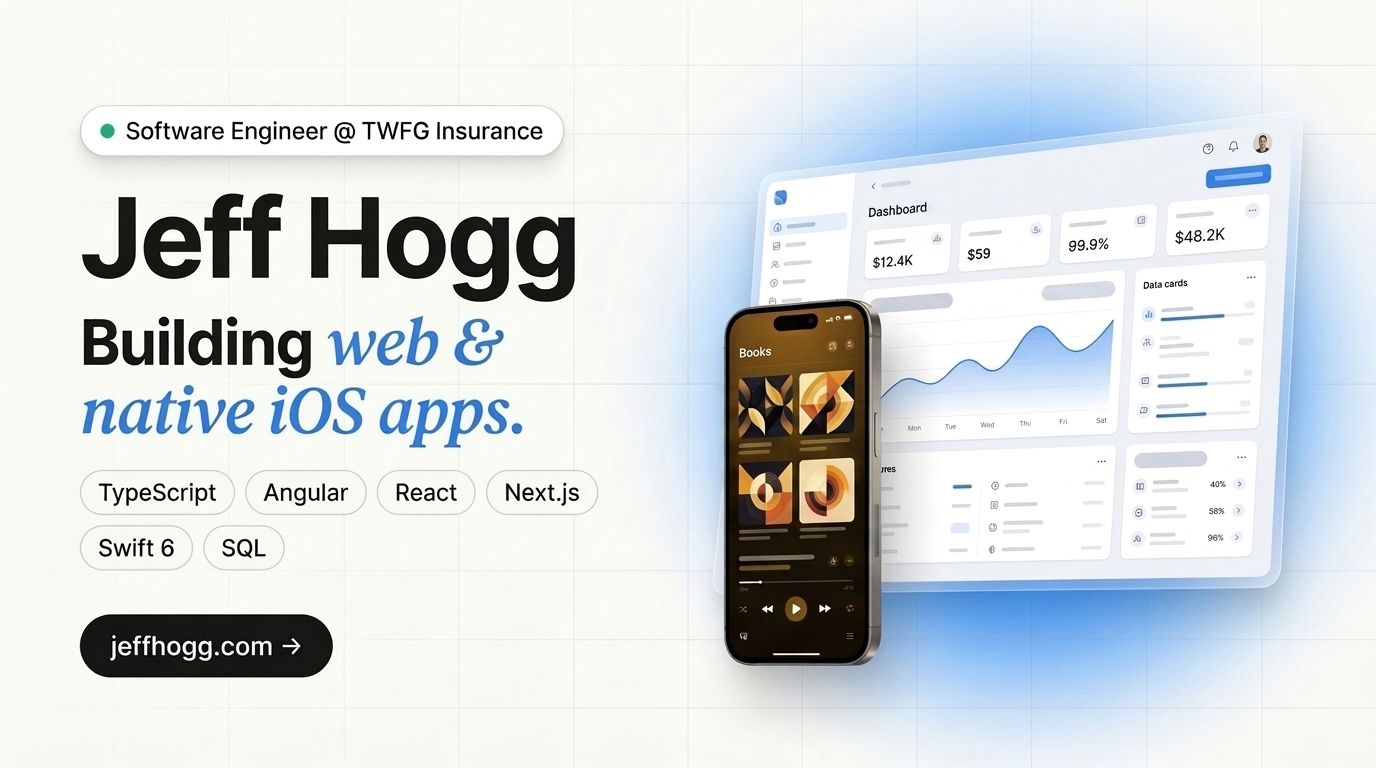 Software Engineer @ TWFG Insurance
Jeff Hogg
Building web &
native iOS apps.
TypeScript
Angular
React
Next.js
Swift 6
SQL
jeffhogg.com →
Dashboard
$12.4K
$59
99.9%
$48.2K
Data cards
Mon
Tue
Wed
Thu
Fri
Sat
ures
40%
58%
96%
Books